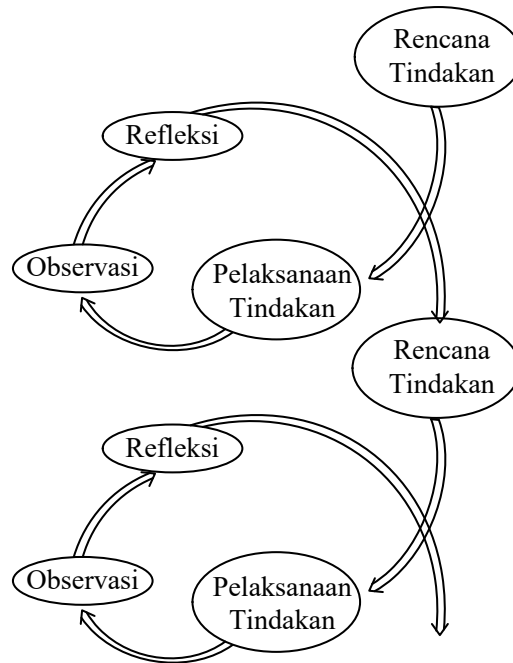 Rencana
Tindakan
Refleksi
Observasi
Pelaksanaan
Tindakan
Rencana
Tindakan
Refleksi
Observasi
Pelaksanaan
Tindakan